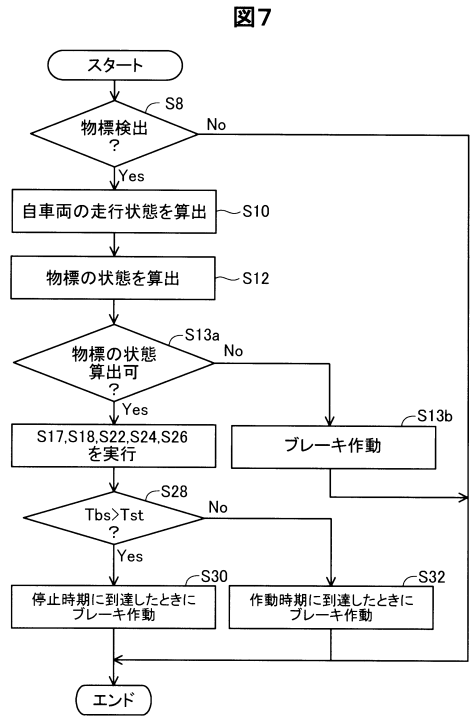 図7
スタート
S8
物標検出
?
No
Yes
自車両の走行状態を算出
S10
物標の状態を算出
S12
S13a
物標の状態
算出可
?
No
Yes
S13b
S17,S18,S22,S24,S26
を実行
ブレーキ作動
S28
Tbs>Tst
?
No
Yes
S30
停止時期に到達したときに
ブレーキ作動
S32
作動時期に到達したときに
ブレーキ作動
エンド